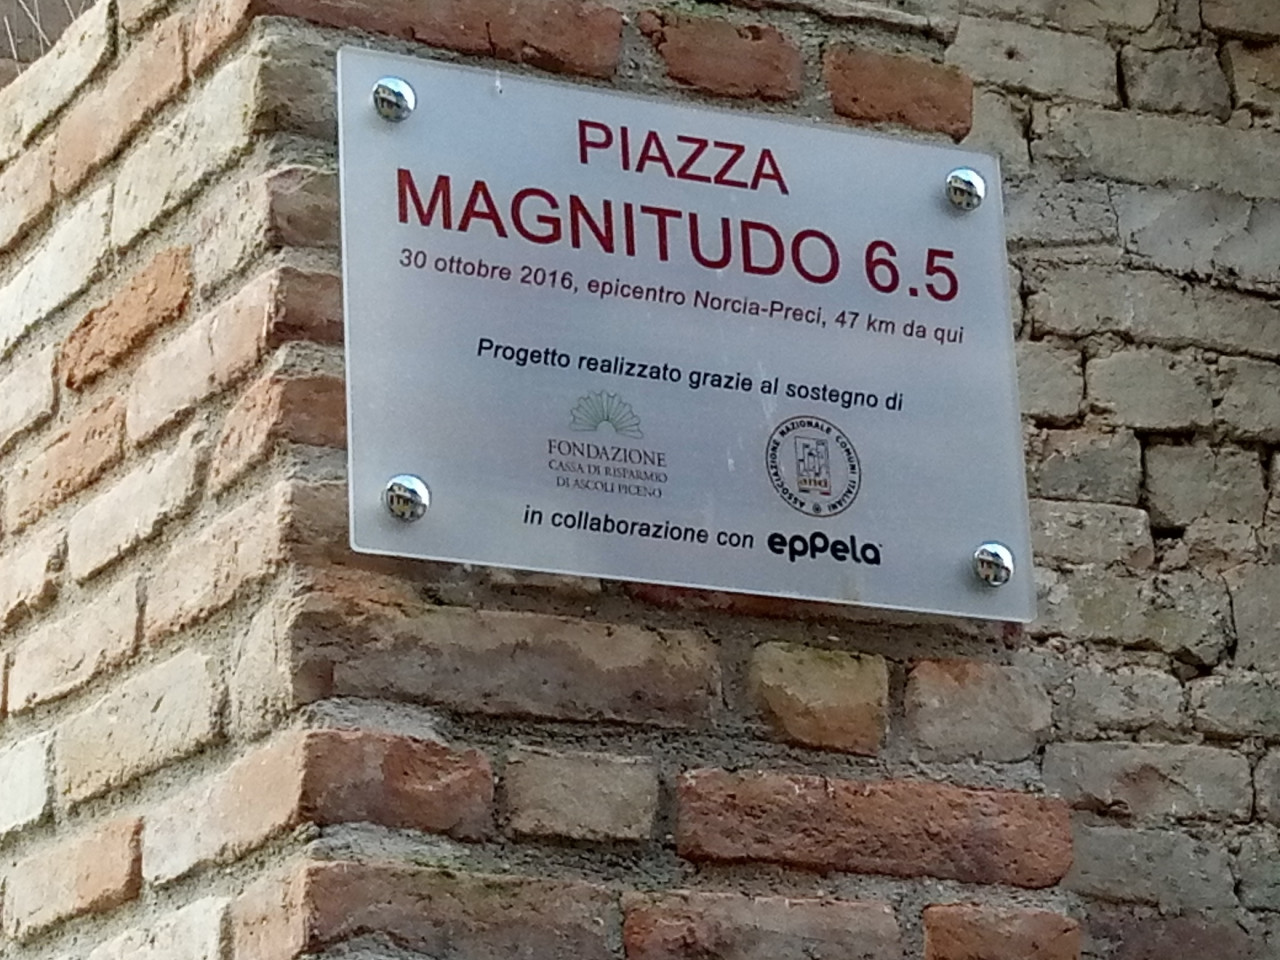 PIAZZA
MAGNITUDO 6.5
30 ottobre 2016, epicentro Norcia-Preci, 47 km da qui
Progetto realizzato grazie al sostegno di
FONDAZIONE
CASSA DI RISPARMIO
DI ASCOLI PICENO
ASSOCIAZIONE NAZIONALE COMUNI ITALIANI
anci
in collaborazione con eppela